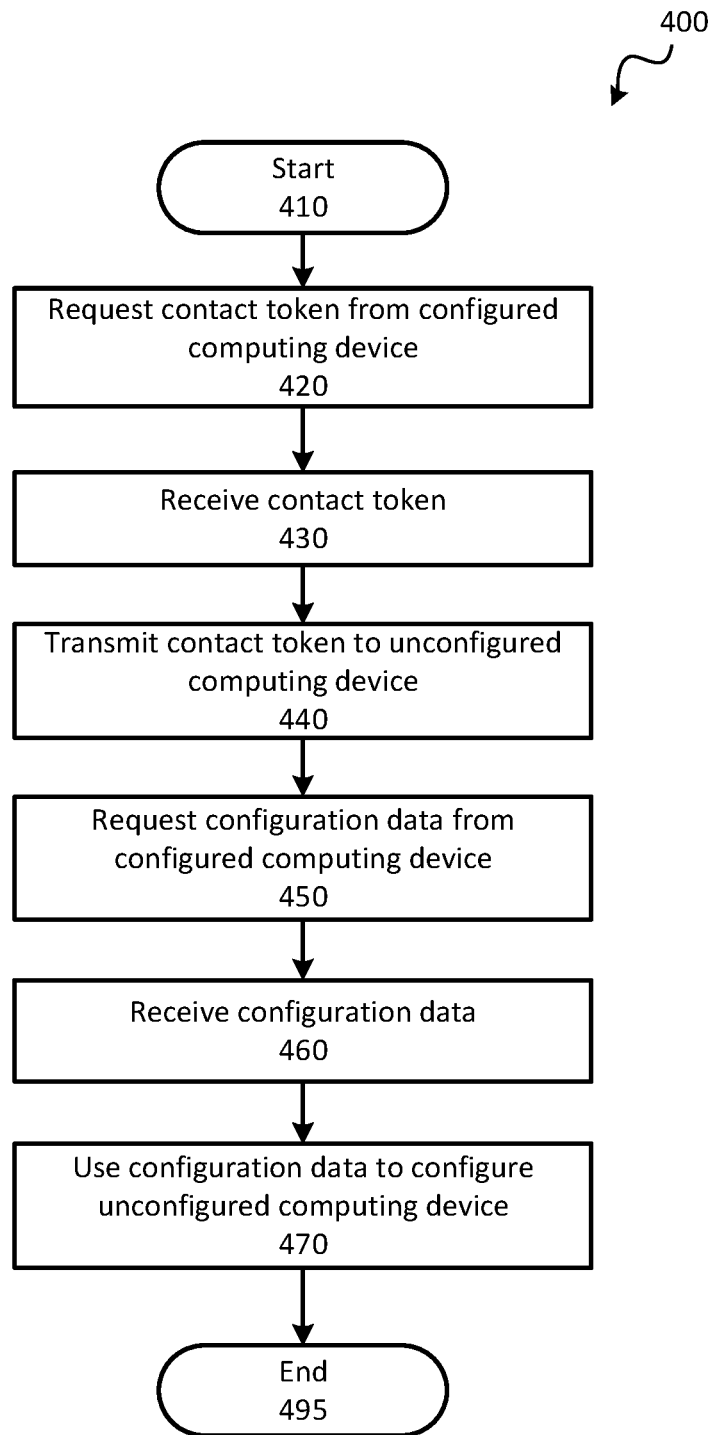 400
Start
410
Request contact token from configured
computing device
420
Receive contact token
430
Transmit contact token to unconfigured
computing device
440
Request configuration data from
configured computing device
450
Receive configuration data
460
Use configuration data to configure
unconfigured computing device
470
End
495